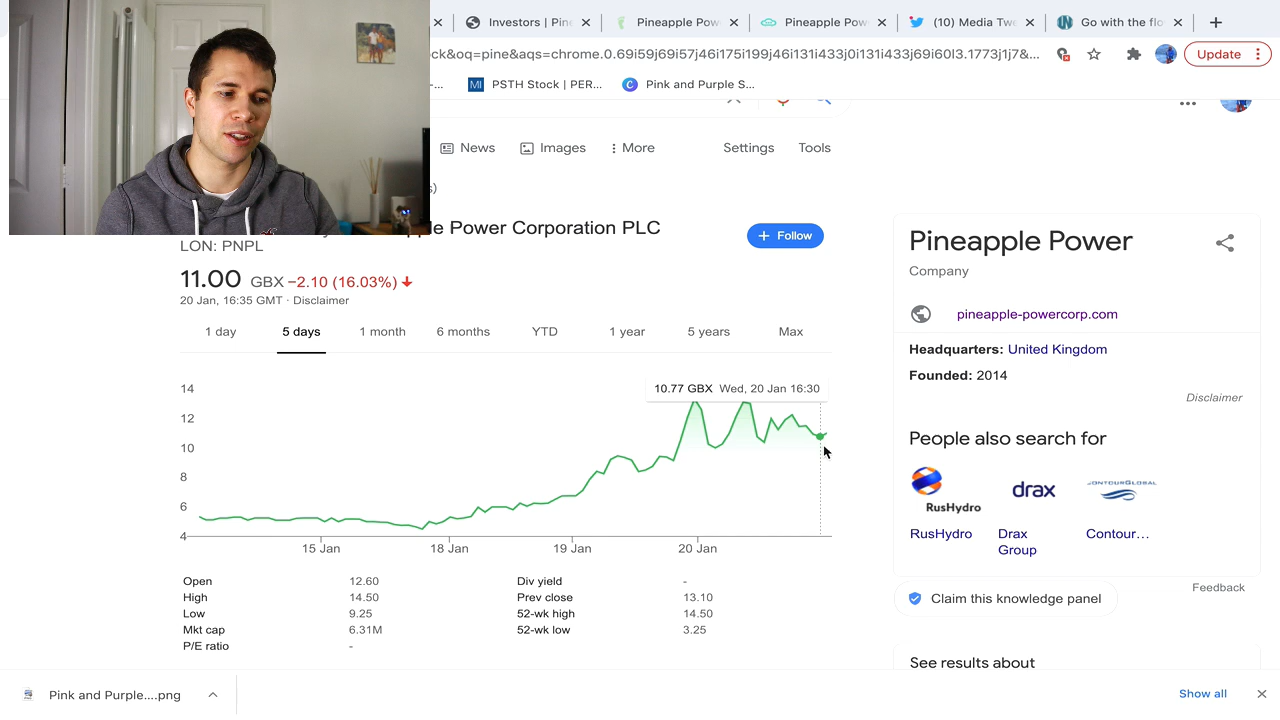 Investors | Pin
Pineapple Pow
Pineapple Pow
(10) Media Twe
Go with the flo
ck&oq=pine&aqs=chrome.0.69i59j69i57j46i175i199j46i131i433j0i131i433j69i60l3.1773j1j7&...
Update
-...
PSTH Stock | PER...
Pink and Purple S...
News
Images
More
Settings
Tools
s)
ple Power Corporation PLC
LON: PNPL
Follow
11.00 GBX −2.10 (16.03%)
20 Jan, 16:35 GMT · Disclaimer
1 day
5 days
1 month
6 months
YTD
1 year
5 years
Max
10.77 GBX Wed, 20 Jan 16:30
14
12
10
8
6
4
15 Jan
18 Jan
19 Jan
20 Jan
Open 12.60
High 14.50
Low 9.25
Mkt cap 6.31M
P/E ratio -
Div yield -
Prev close 13.10
52-wk high 14.50
52-wk low 3.25
Pineapple Power
Company
pineapple-powercorp.com
Headquarters: United Kingdom
Founded: 2014
Disclaimer
People also search for
RusHydro
drax
CONTOURGLOBAL
RusHydro
Drax
Group
Contour...
Feedback
Claim this knowledge panel
See results about
Pink and Purple....png
Show all